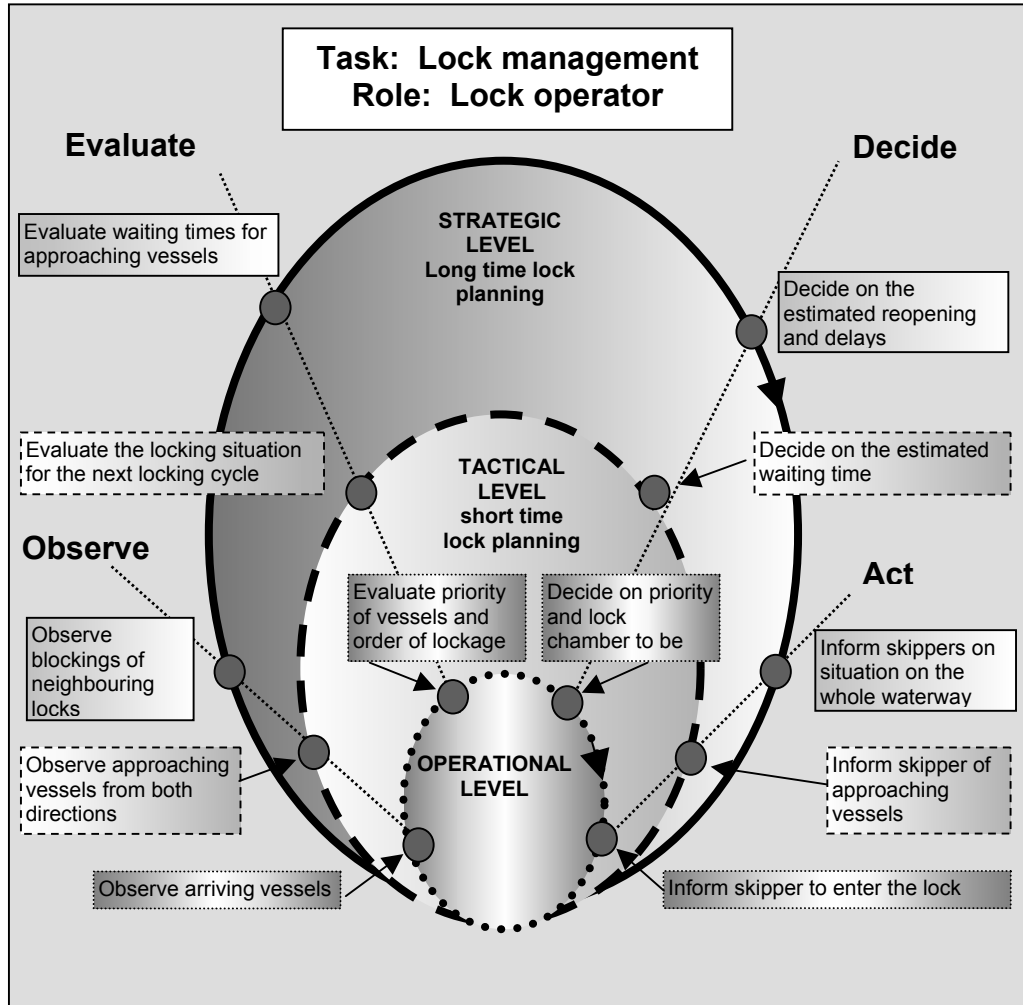 Task: Lock management
Role: Lock operator
Evaluate
Decide
Evaluate waiting times for
approaching vessels
STRATEGIC
LEVEL
Long time lock
planning
Decide on the
estimated reopening
and delays
Evaluate the locking situation
for the next locking cycle
TACTICAL
LEVEL
short time
lock planning
Decide on the estimated
waiting time
Observe
Act
Evaluate priority
of vessels and
order of lockage
Decide on priority
and lock
chamber to be
Observe
blockings of
neighbouring
locks
Inform skippers on
situation on the
whole waterway
Observe approaching
vessels from both
directions
OPERATIONAL
LEVEL
Inform skipper of
approaching
vessels
Observe arriving vessels
Inform skipper to enter the lock